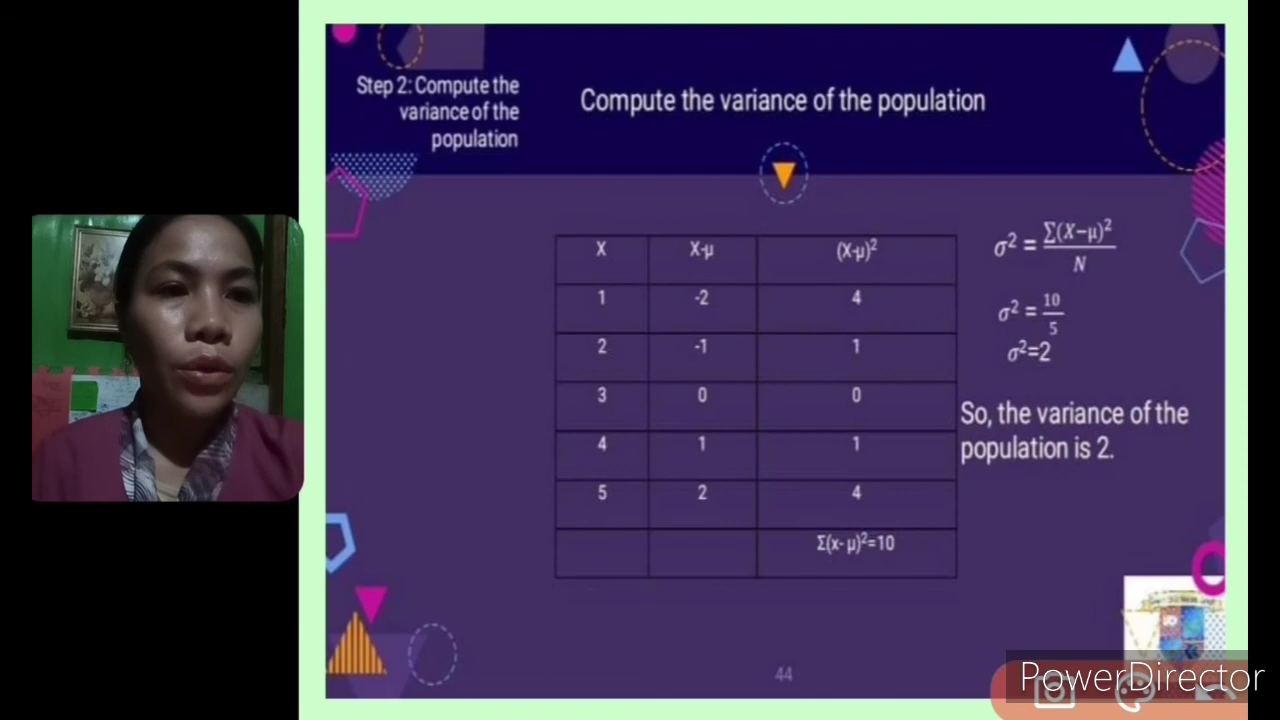 Step 2: Compute the
variance of the
population
Compute the variance of the population
X X-μ (X-μ)²
1 -2 4
2 -1 1
3 0 0
4 1 1
5 2 4
Σ(x- μ)²=10
σ² = Σ(X−μ)² / N
σ² = 10 / 5
σ²=2
So, the variance of the
population is 2.
44
PowerDirector